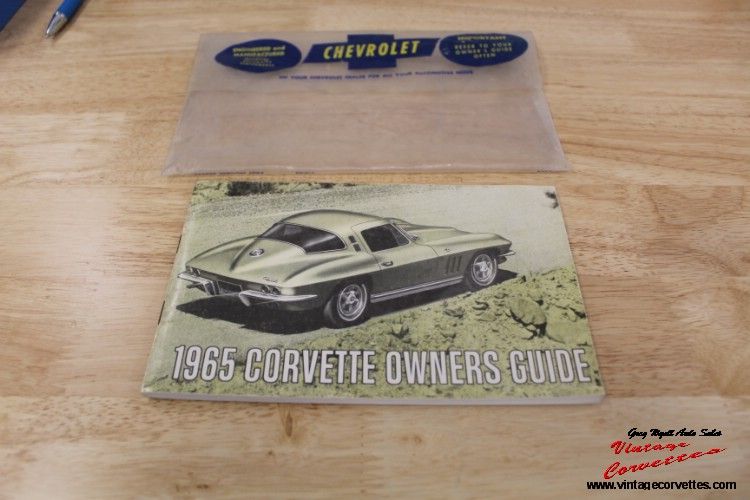 ENGINEERED and
MANUFACTURED
CHEVROLET
IMPORTANT
REFER TO YOUR
OWNER'S GUIDE
OFTEN
SEE YOUR CHEVROLET DEALER FOR ALL YOUR AUTOMOTIVE NEEDS
1965 CORVETTE OWNERS GUIDE
Greg Wyatt Auto Sales
Vintage
Corvettes
www.vintagecorvettes.com